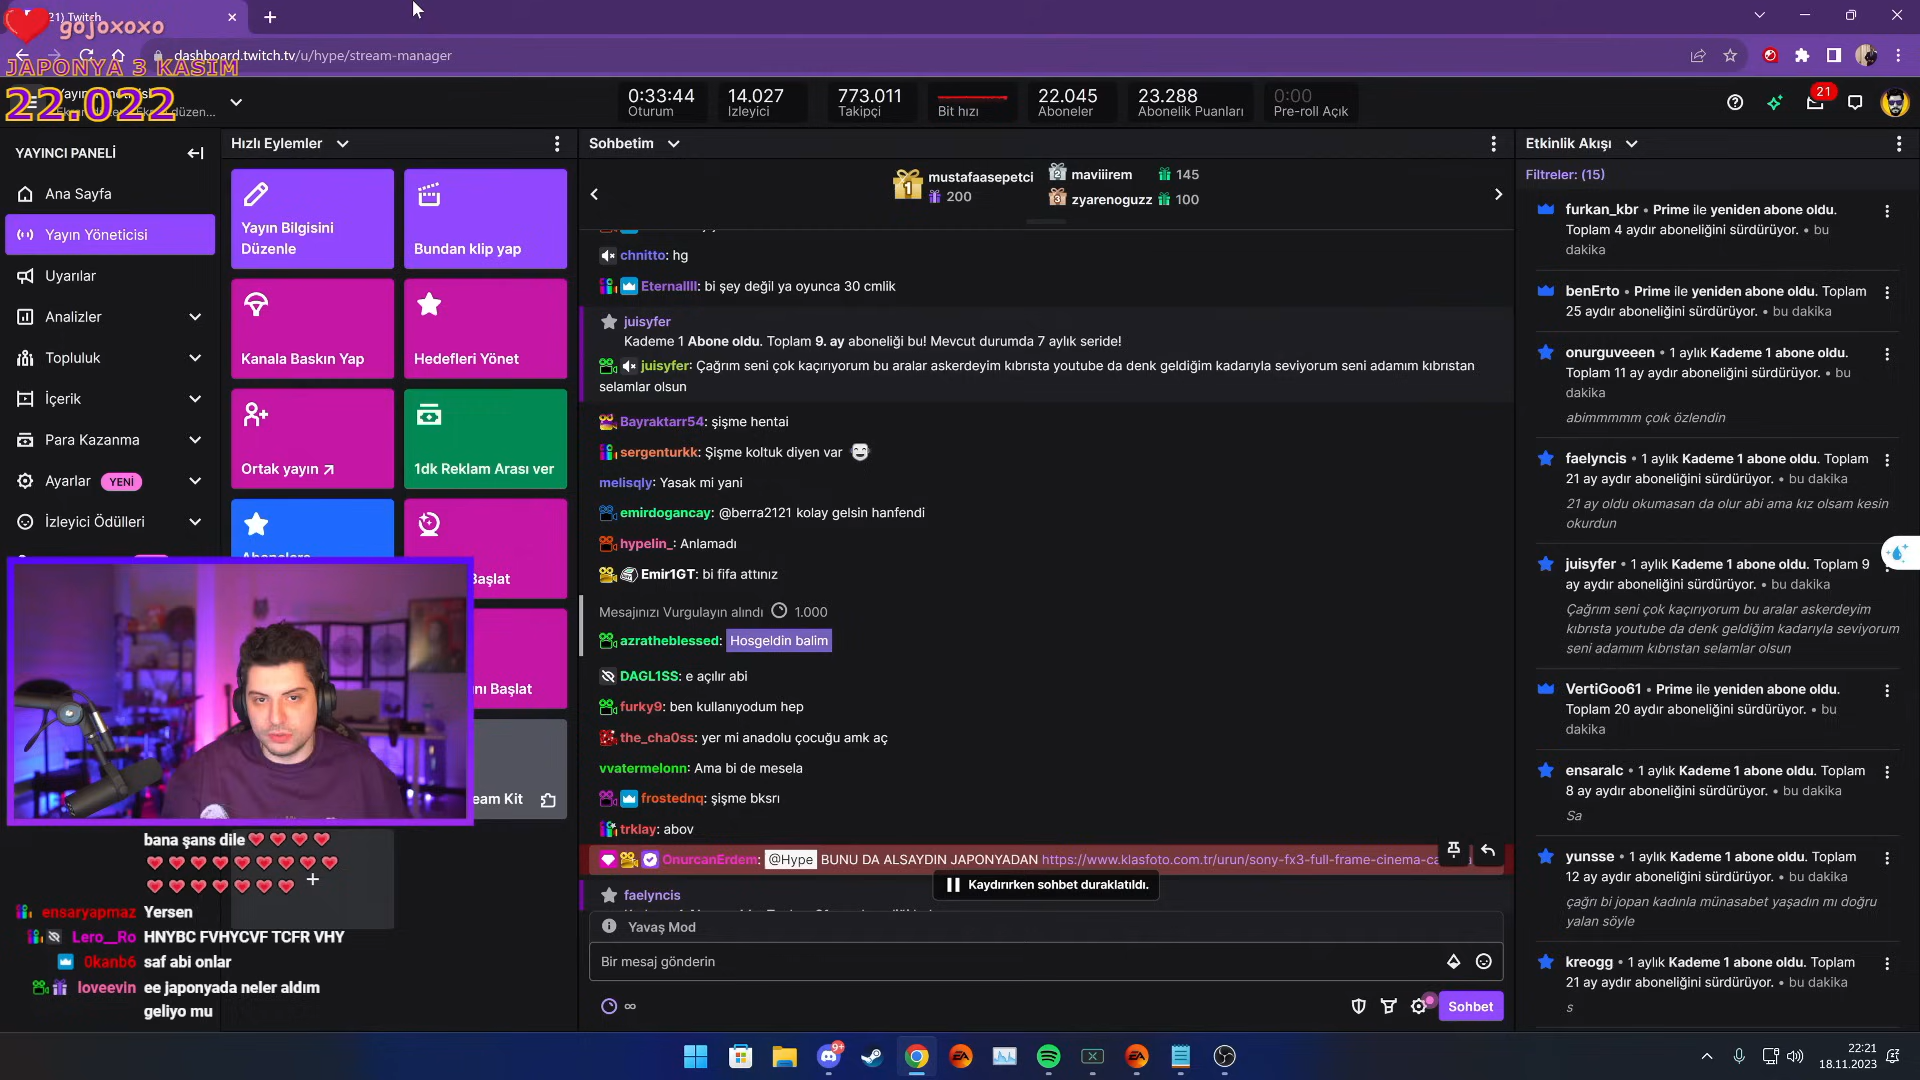 21) Twitch
gojoxoxo
dashboard.twitch.tv/u/hype/stream-manager
JAPONYA 3 KASIM
22.022
0:33:44
Oturum
14.027
İzleyici
773.011
Takipçi
Bit hızı
22.045
Aboneler
23.288
Abonelik Puanları
0:00
Pre-roll Açık
21
YAYINCI PANELİ
Ana Sayfa
Yayın Yöneticisi
Uyarılar
Analizler
Topluluk
İçerik
Para Kazanma
Ayarlar YENİ
İzleyici Ödülleri
Hızlı Eylemler
Yayın Bilgisini
Düzenle
Bundan klip yap
Kanala Baskın Yap
Hedefleri Yönet
Ortak yayın
1dk Reklam Arası ver
Başlat
nı Başlat
eam Kit
bana şans dile
ensaryapmaz Yersen
Lero__Ro HNYBC FVHYCVF TCFR VHY
0kanb6 saf abi onlar
loveevin ee japonyada neler aldım
geliyo mu
Sohbetim
1 mustafaasepetci
200
2 maviiirem 145
3 zyarenoguzz 100
chnitto: hg
Eternallll: bi şey değil ya oyunca 30 cmlik
juisyfer
Kademe 1 Abone oldu. Toplam 9. ay aboneliği bu! Mevcut durumda 7 aylık seride!
juisyfer: Çağrım seni çok kaçırıyorum bu aralar askerdeyim kıbrısta youtube da denk geldiğim kadarıyla seviyorum seni adamım kıbrıstan
selamlar olsun
Bayraktarr54: şişme hentai
sergenturkk: Şişme koltuk diyen var
melisqly: Yasak mi yani
emirdogancay: @berra2121 kolay gelsin hanfendi
hypelin_: Anlamadı
Emir1GT: bi fifa attınız
Mesajınızı Vurgulayın alındı 1.000
azratheblessed: Hosgeldin balim
DAGL1SS: e açılır abi
furky9: ben kullanıyodum hep
the_cha0ss: yer mi anadolu çocuğu amk aç
vvatermelonn: Ama bi de mesela
frostednq: şişme bksrı
trklay: abov
OnurcanErdem: @Hype BUNU DA ALSAYDIN JAPONYADAN https://www.klasfoto.com.tr/urun/sony-fx3-full-frame-cinema-ca
Kaydırırken sohbet duraklatıldı.
faelyncis
Yavaş Mod
Bir mesaj gönderin
∞
Sohbet
Etkinlik Akışı
Filtreler: (15)
furkan_kbr • Prime ile yeniden abone oldu.
Toplam 4 aydır aboneliğini sürdürüyor. • bu
dakika
benErto • Prime ile yeniden abone oldu. Toplam
25 aydır aboneliğini sürdürüyor. • bu dakika
onurguveeen • 1 aylık Kademe 1 abone oldu.
Toplam 11 ay aydır aboneliğini sürdürüyor. • bu
dakika
abimmmmm çoık özlendin
faelyncis • 1 aylık Kademe 1 abone oldu. Toplam
21 ay aydır aboneliğini sürdürüyor. • bu dakika
21 ay oldu okumasan da olur abi ama kız olsam kesin
okurdun
juisyfer • 1 aylık Kademe 1 abone oldu. Toplam 9
ay aydır aboneliğini sürdürüyor. • bu dakika
Çağrım seni çok kaçırıyorum bu aralar askerdeyim
kıbrısta youtube da denk geldiğim kadarıyla seviyorum
seni adamım kıbrıstan selamlar olsun
VertiGoo61 • Prime ile yeniden abone oldu.
Toplam 20 aydır aboneliğini sürdürüyor. • bu
dakika
ensaralc • 1 aylık Kademe 1 abone oldu. Toplam
8 ay aydır aboneliğini sürdürüyor. • bu dakika
Sa
yunsse • 1 aylık Kademe 1 abone oldu. Toplam
12 ay aydır aboneliğini sürdürüyor. • bu dakika
çağrı bi jopan kadınla münasabet yaşadın mı doğru
yalan söyle
kreogg • 1 aylık Kademe 1 abone oldu. Toplam
21 ay aydır aboneliğini sürdürüyor. • bu dakika
s
9+
22:21
18.11.2023